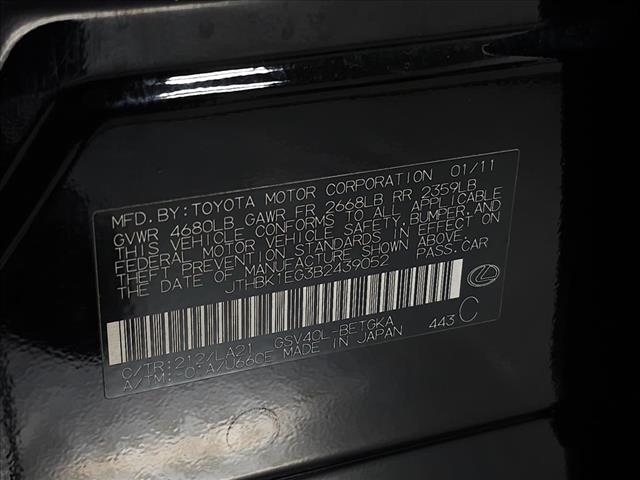 MFD. BY: TOYOTA MOTOR CORPORATION 01/11
GVWR 4680LB GAWR FR 2668LB RR 2359LB
THIS VEHICLE CONFORMS TO ALL APPLICABLE
FEDERAL MOTOR VEHICLE SAFETY, BUMPER, AND
THEFT PREVENTION STANDARDS IN EFFECT ON
THE DATE OF MANUFACTURE SHOWN ABOVE.
JTHBK1EG3B2439052 PASS. CAR
C/TR: 212/LA21 GSV40L-BETGKA 443 C
A/TM: -0.A/U660E MADE IN JAPAN